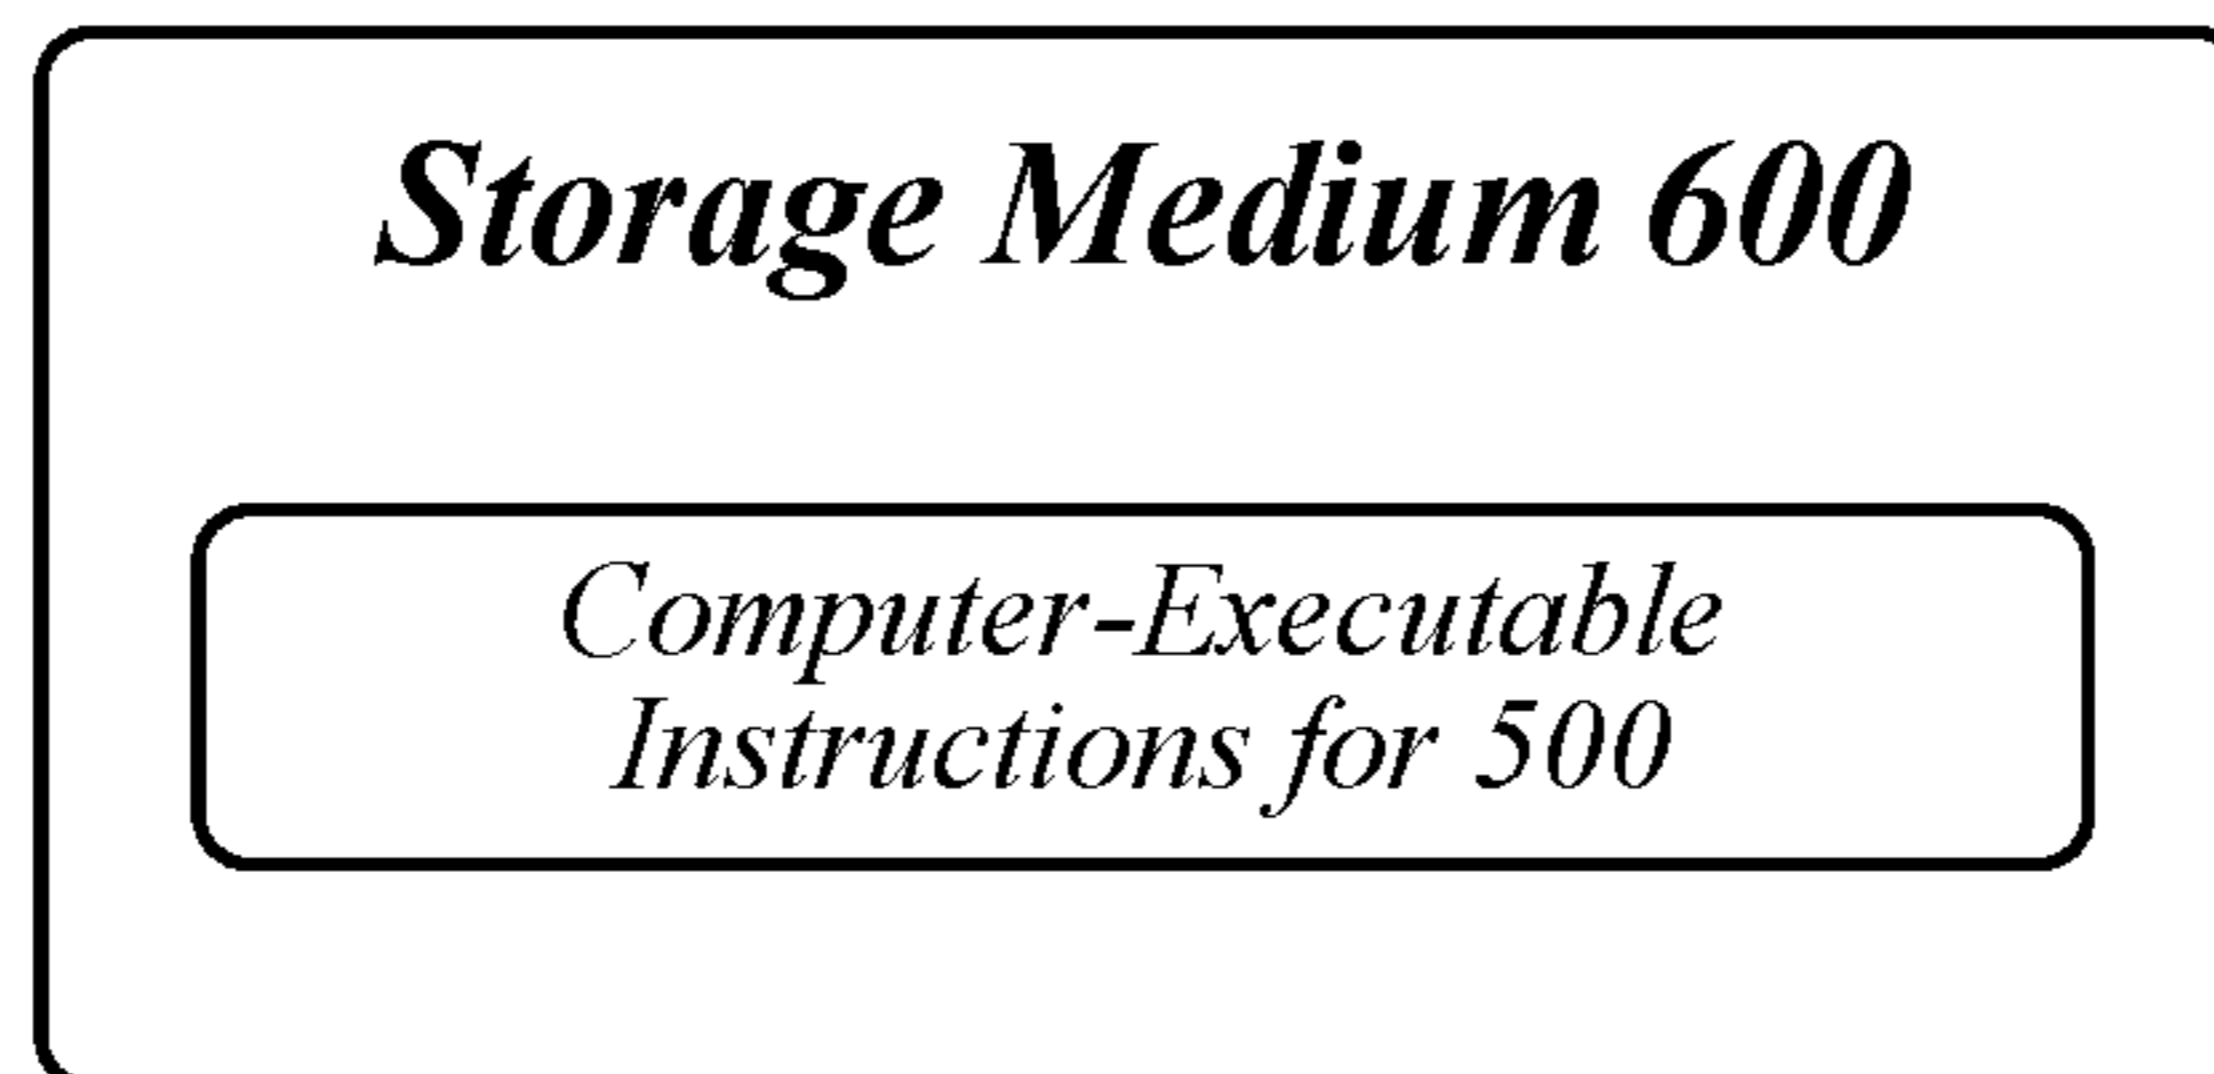 Storage Medium 600
Computer-Executable
Instructions for 500